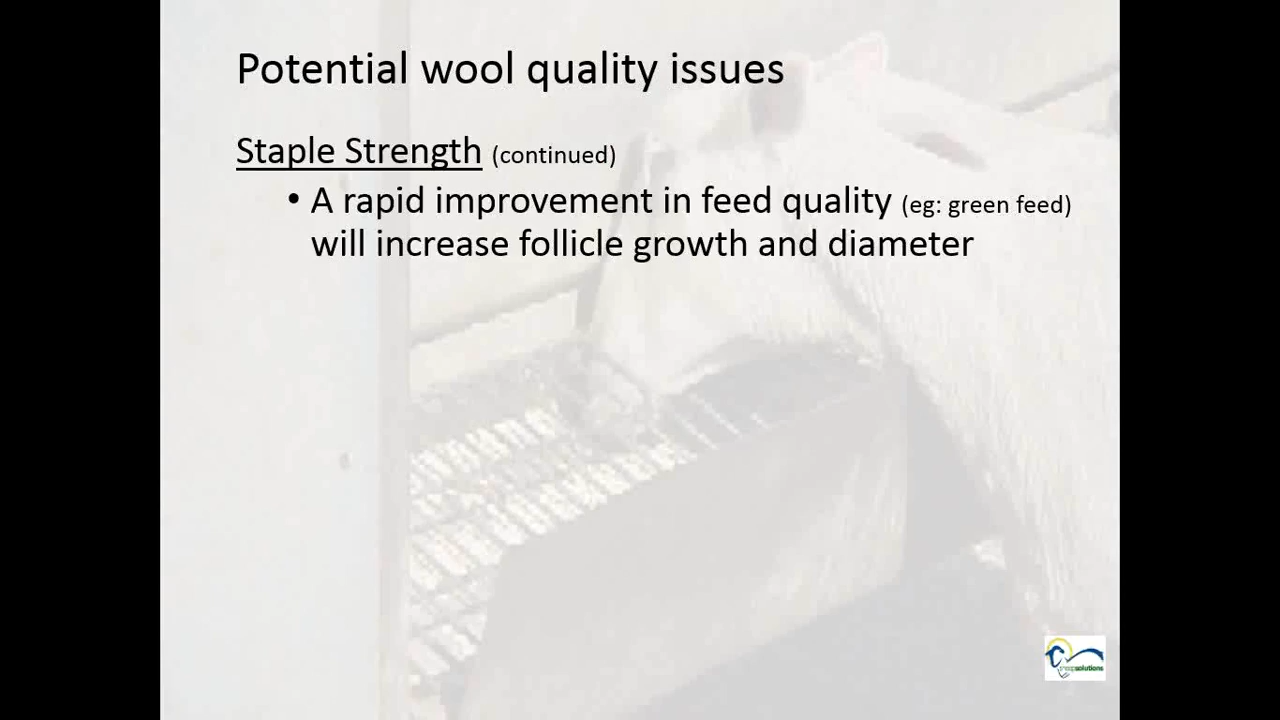 Potential wool quality issues
Staple Strength (continued)
• A rapid improvement in feed quality (eg: green feed)
will increase follicle growth and diameter